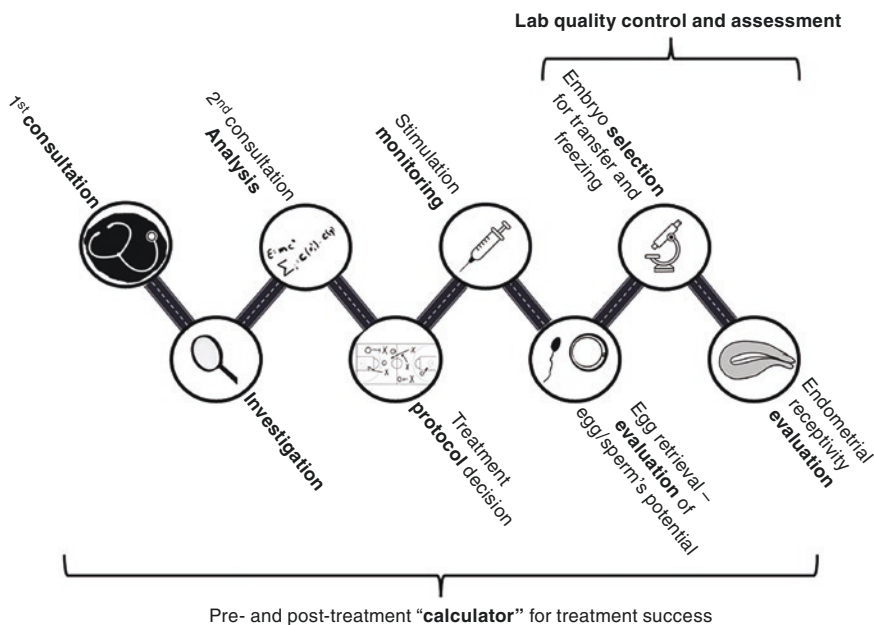 Lab quality control and assessment
1st consultation
2nd consultation
Analysis
Stimulation
monitoring
Embryo selection
for transfer and
freezing
E=mc²
Investigation
Treatment
protocol decision
Egg retrieval –
evaluation of
egg/sperm's potential
Endometrial
receptivity
evaluation
Pre- and post-treatment “calculator” for treatment success